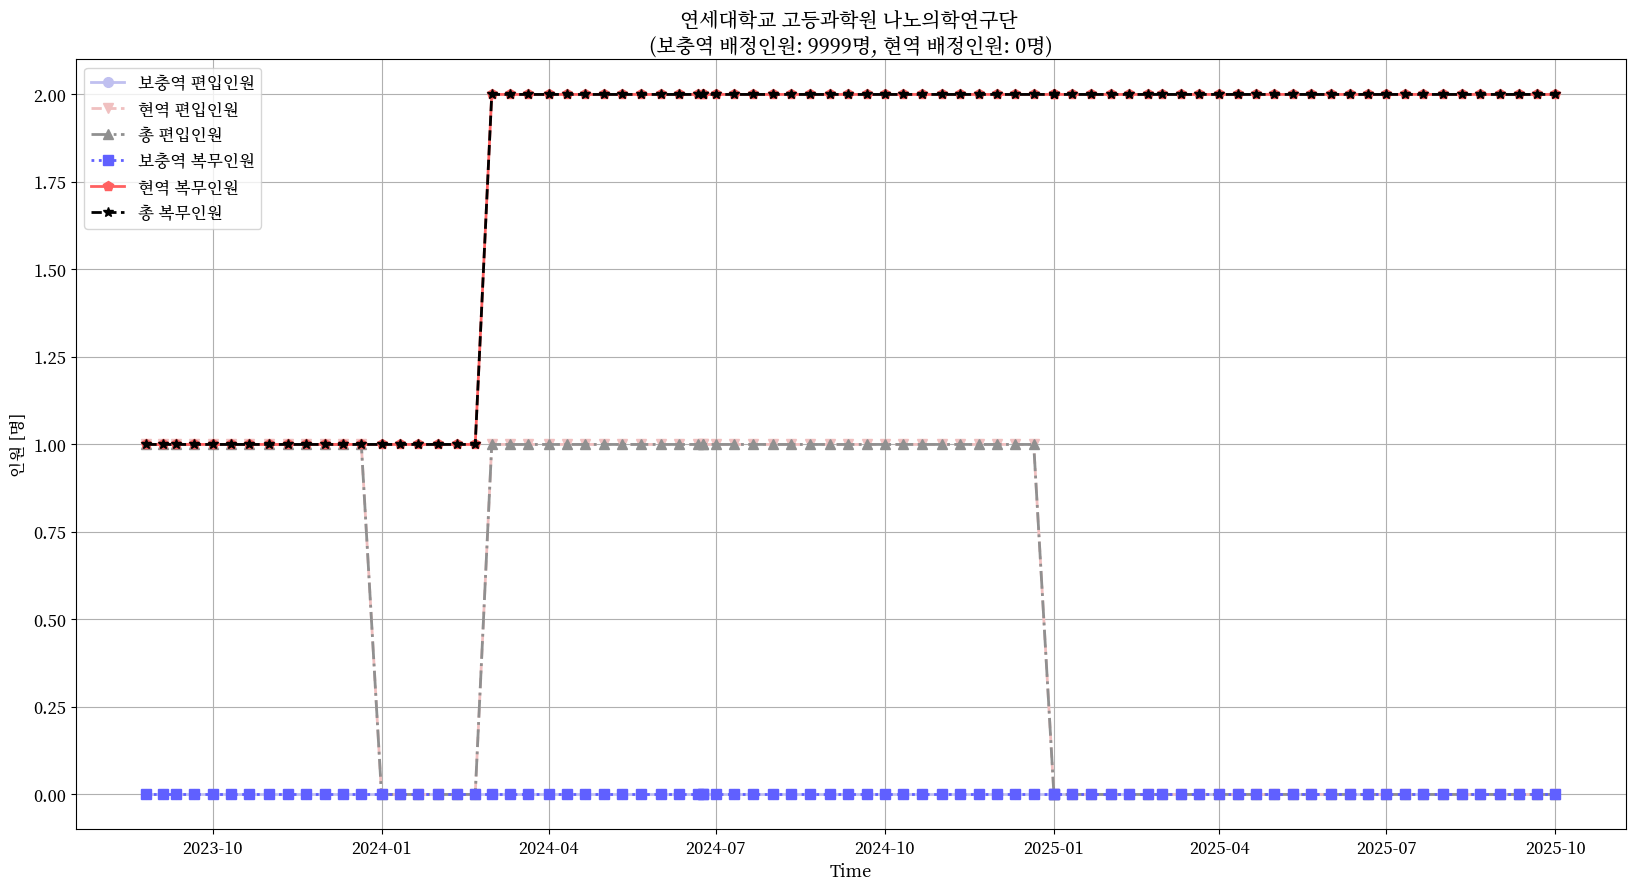 연세대학교 고등과학원 나노의학연구단
(보충역 배정인원: 9999명, 현역 배정인원: 0명)
보충역 편입인원
현역 편입인원
총 편입인원
보충역 복무인원
현역 복무인원
총 복무인원
2.00
1.75
1.50
1.25
1.00
0.75
0.50
0.25
0.00
인원 [명]
2023-10
2024-01
2024-04
2024-07
2024-10
2025-01
2025-04
2025-07
2025-10
Time